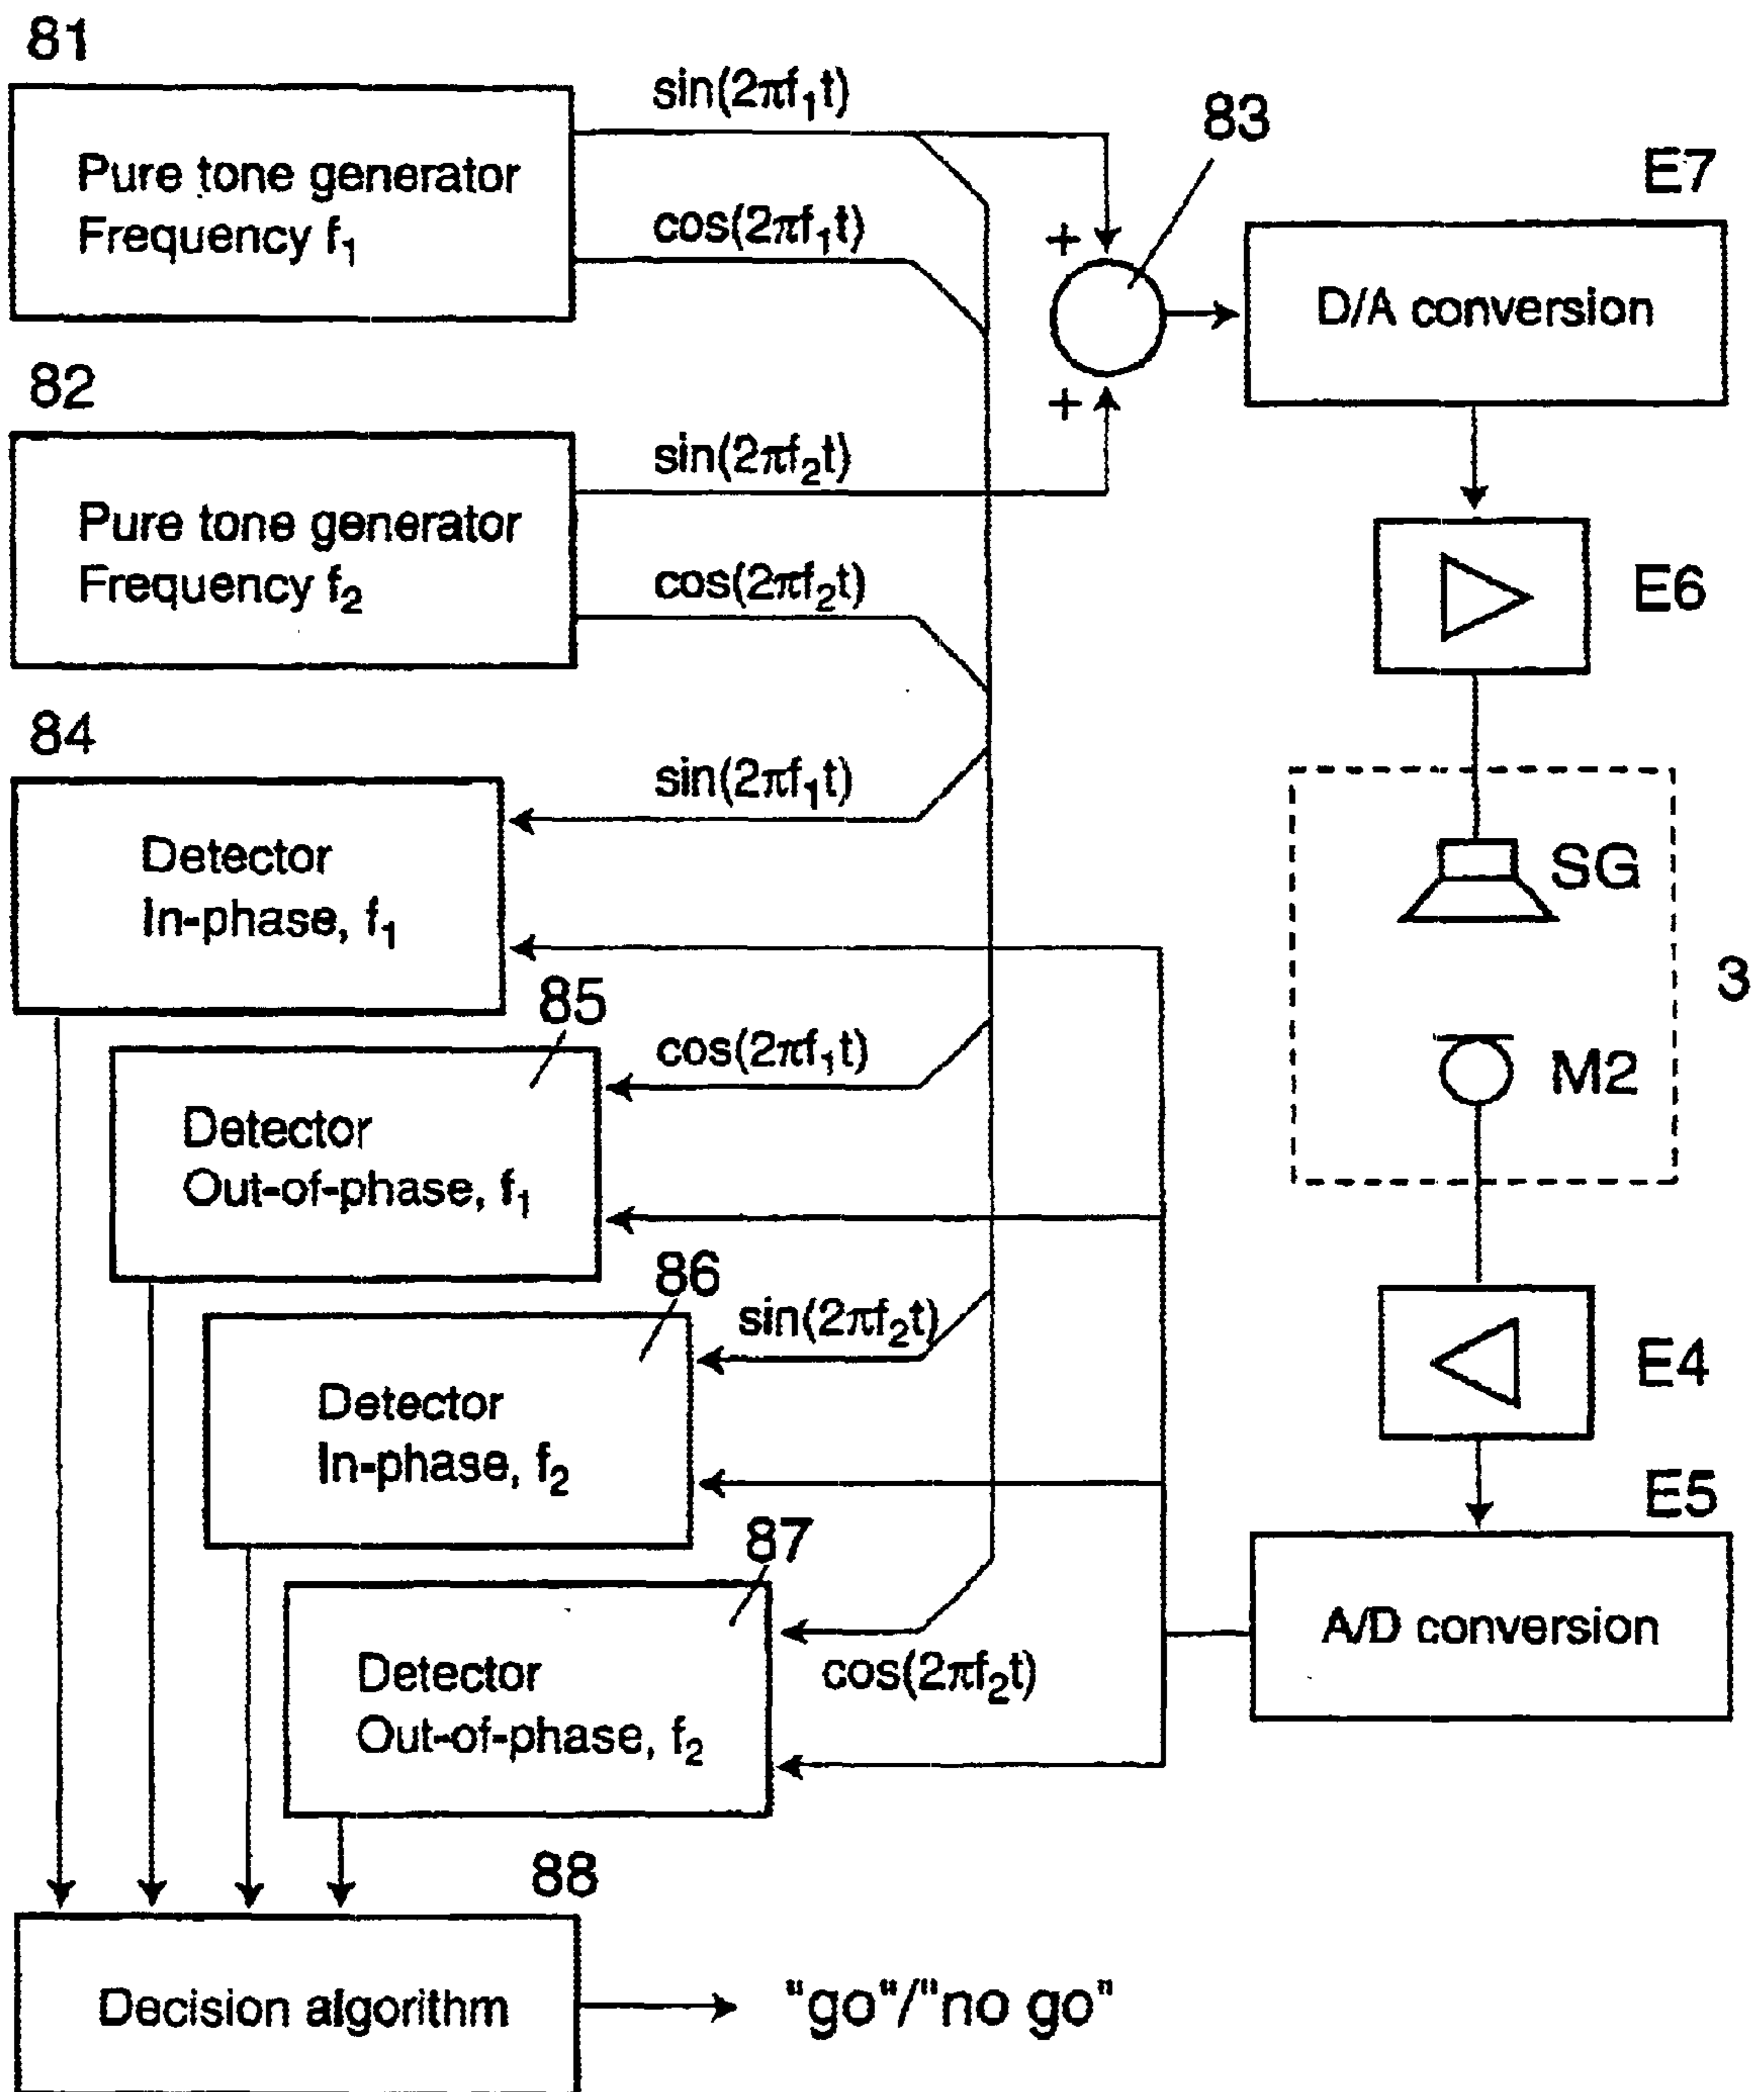 81
Pure tone generator
Frequency f₁
sin(2πf₁t)
cos(2πf₁t)
83
+
+
E7
D/A conversion
82
Pure tone generator
Frequency f₂
sin(2πf₂t)
cos(2πf₂t)
E6
84
Detector
In-phase, f₁
sin(2πf₁t)
SG
3
M2
85
Detector
Out-of-phase, f₁
cos(2πf₁t)
86
Detector
In-phase, f₂
sin(2πf₂t)
E4
E5
A/D conversion
87
Detector
Out-of-phase, f₂
cos(2πf₂t)
88
Decision algorithm
"go"/"no go"